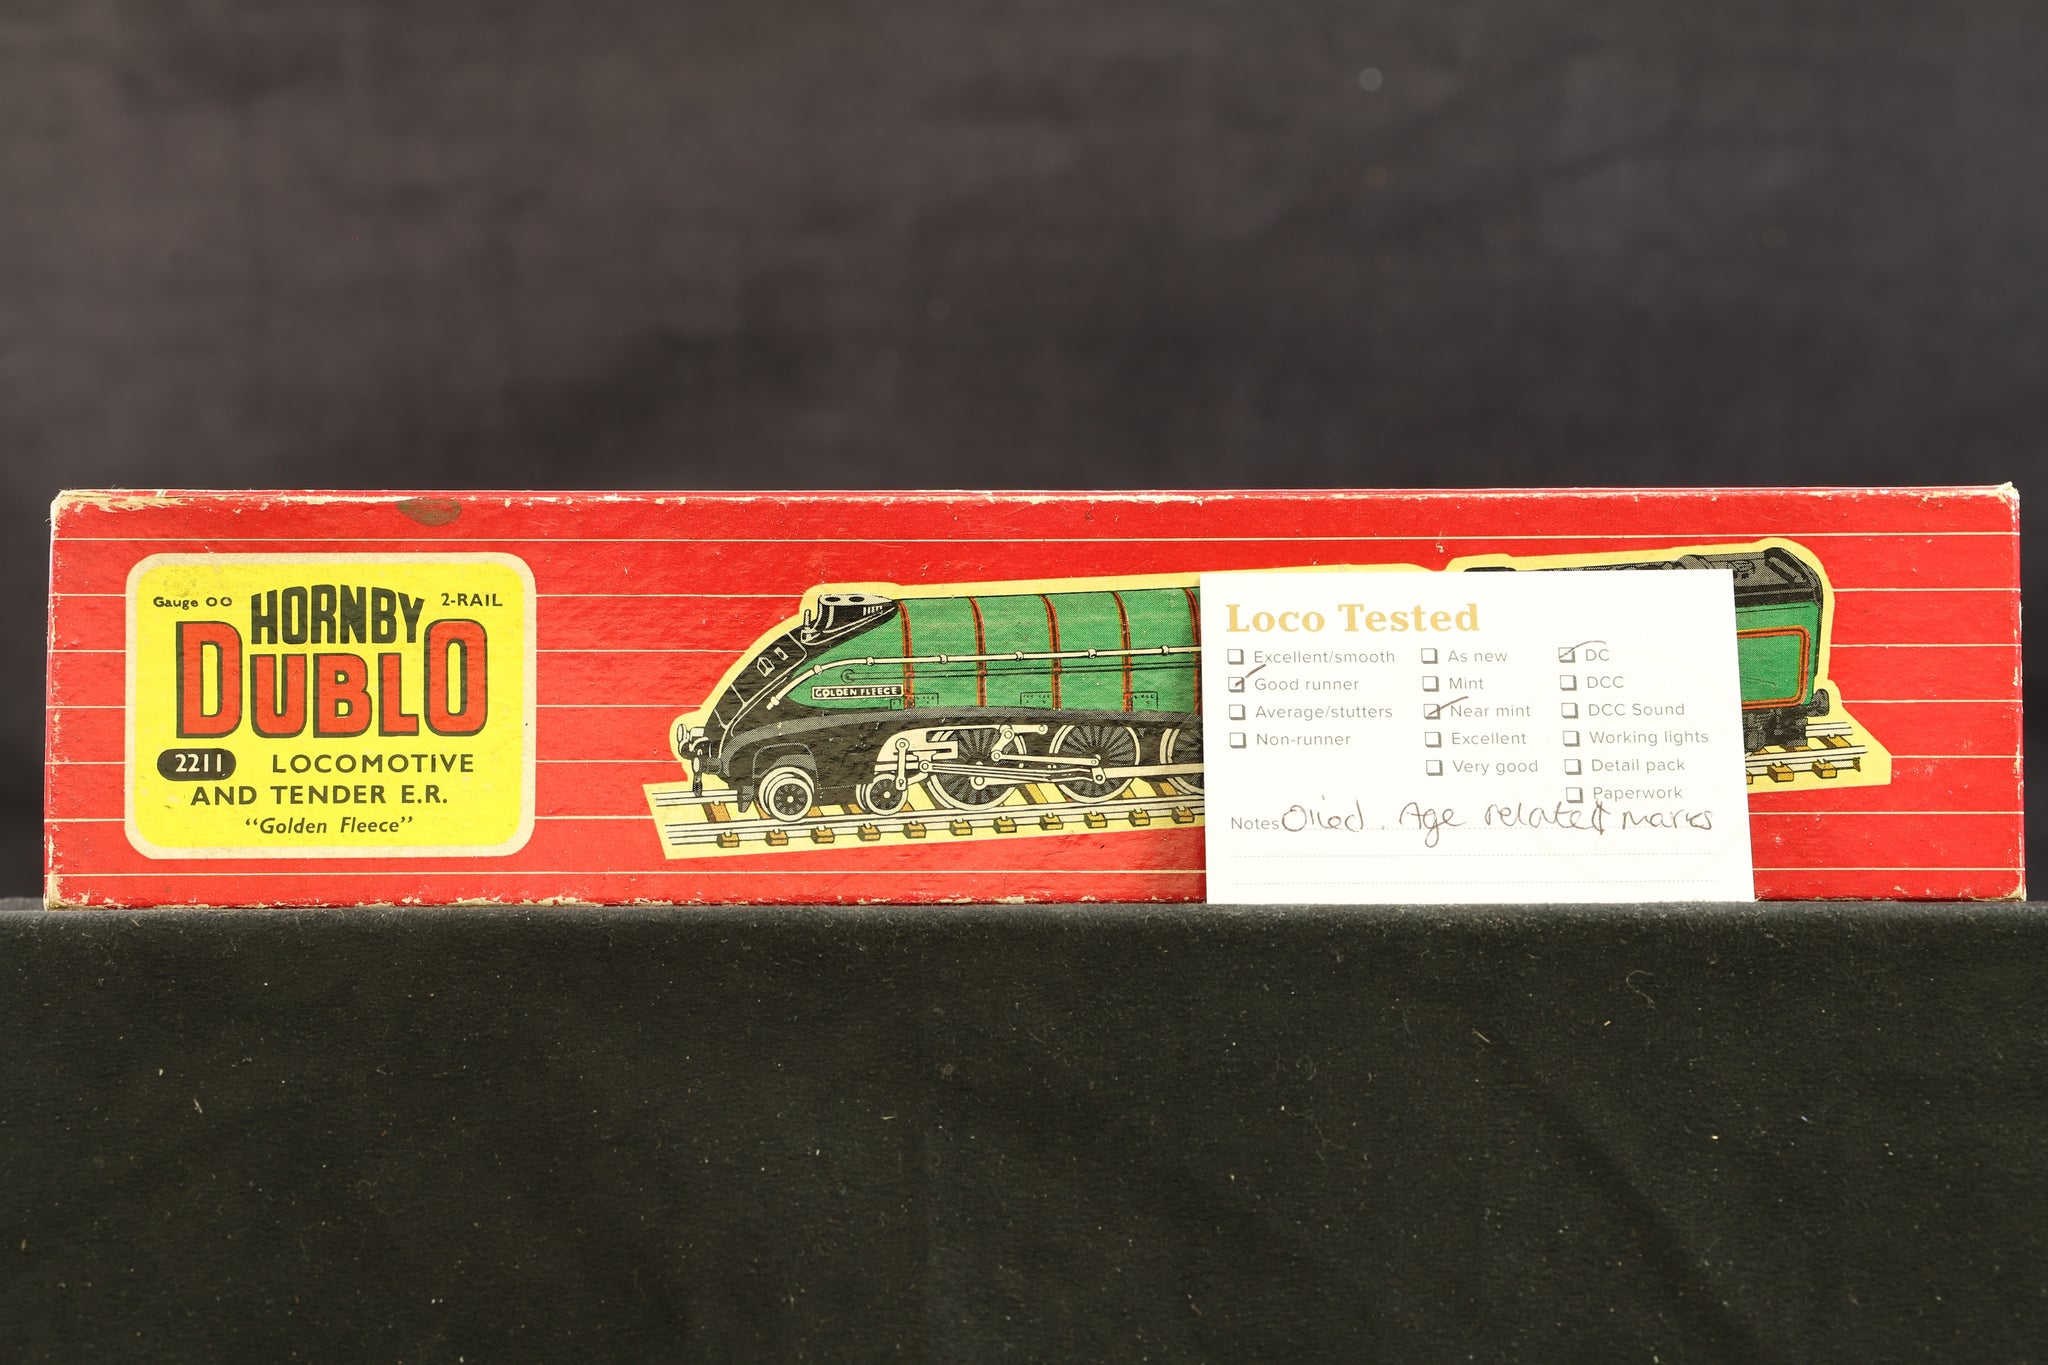 Gauge OO HORNBY 2-RAIL
DUBLO
2211 LOCOMOTIVE
AND TENDER E.R.
"Golden Fleece"
GOLDEN FLEECE
Loco Tested
Excellent/smooth
Good runner
Average/stutters
Non-runner
As new
Mint
Near mint
Excellent
Very good
DC
DCC
DCC Sound
Working lights
Detail pack
Paperwork
Notes Oiled. Age related marks